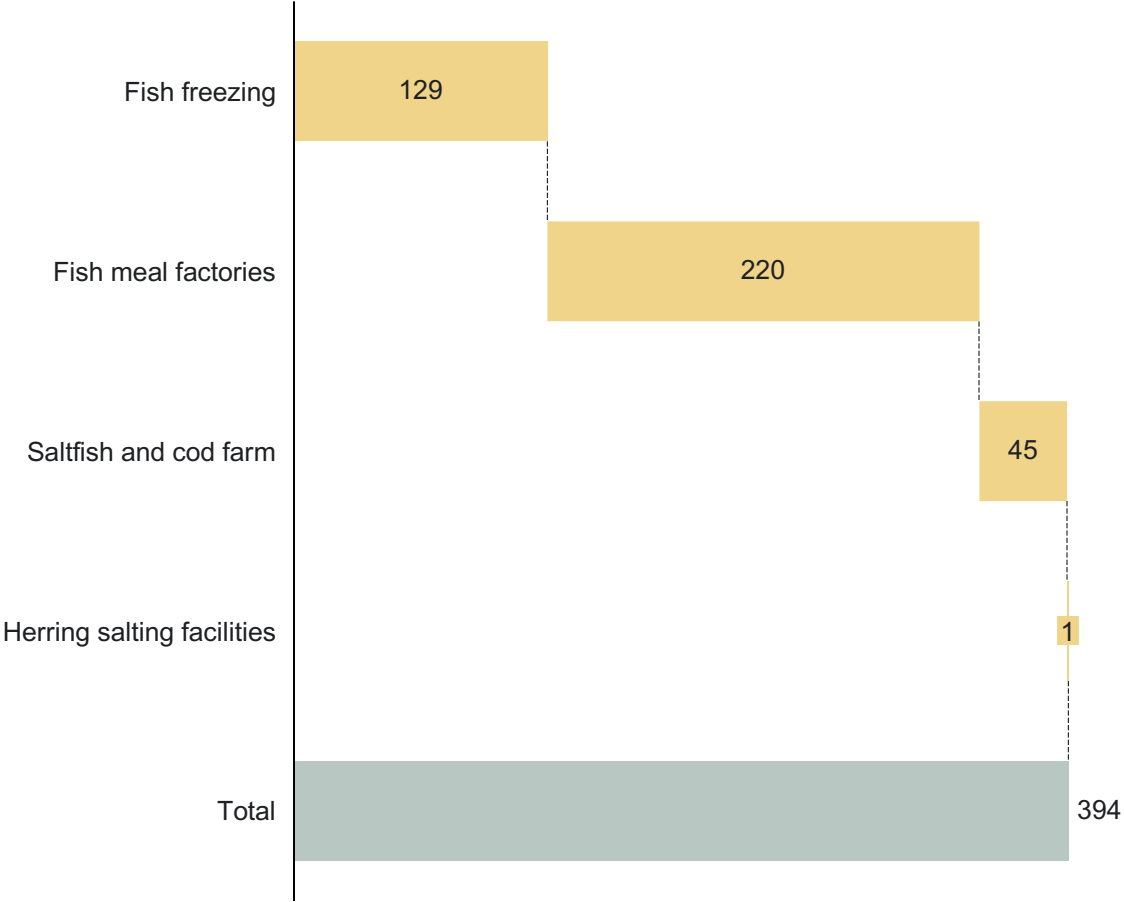 Fish freezing
129
Fish meal factories
220
Saltfish and cod farm
45
Herring salting facilities
1
Total
394